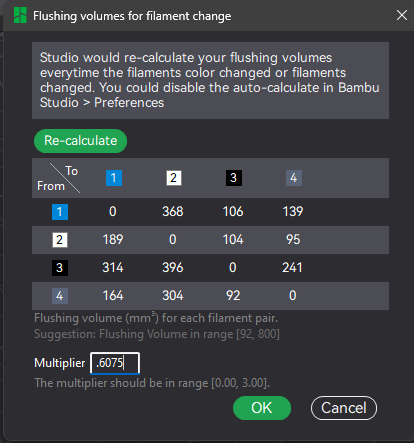 Flushing volumes for filament change
Studio would re-calculate your flushing volumes
everytime the filaments color changed or filaments
changed. You could disable the auto-calculate in Bambu
Studio > Preferences
Re-calculate
To
From 1 2 3 4
1 0 368 106 139
2 189 0 104 95
3 314 396 0 241
4 164 304 92 0
Flushing volume (mm³) for each filament pair.
Suggestion: Flushing Volume in range [92, 800]
Multiplier .6075
The multiplier should be in range [0.00, 3.00].
OK Cancel